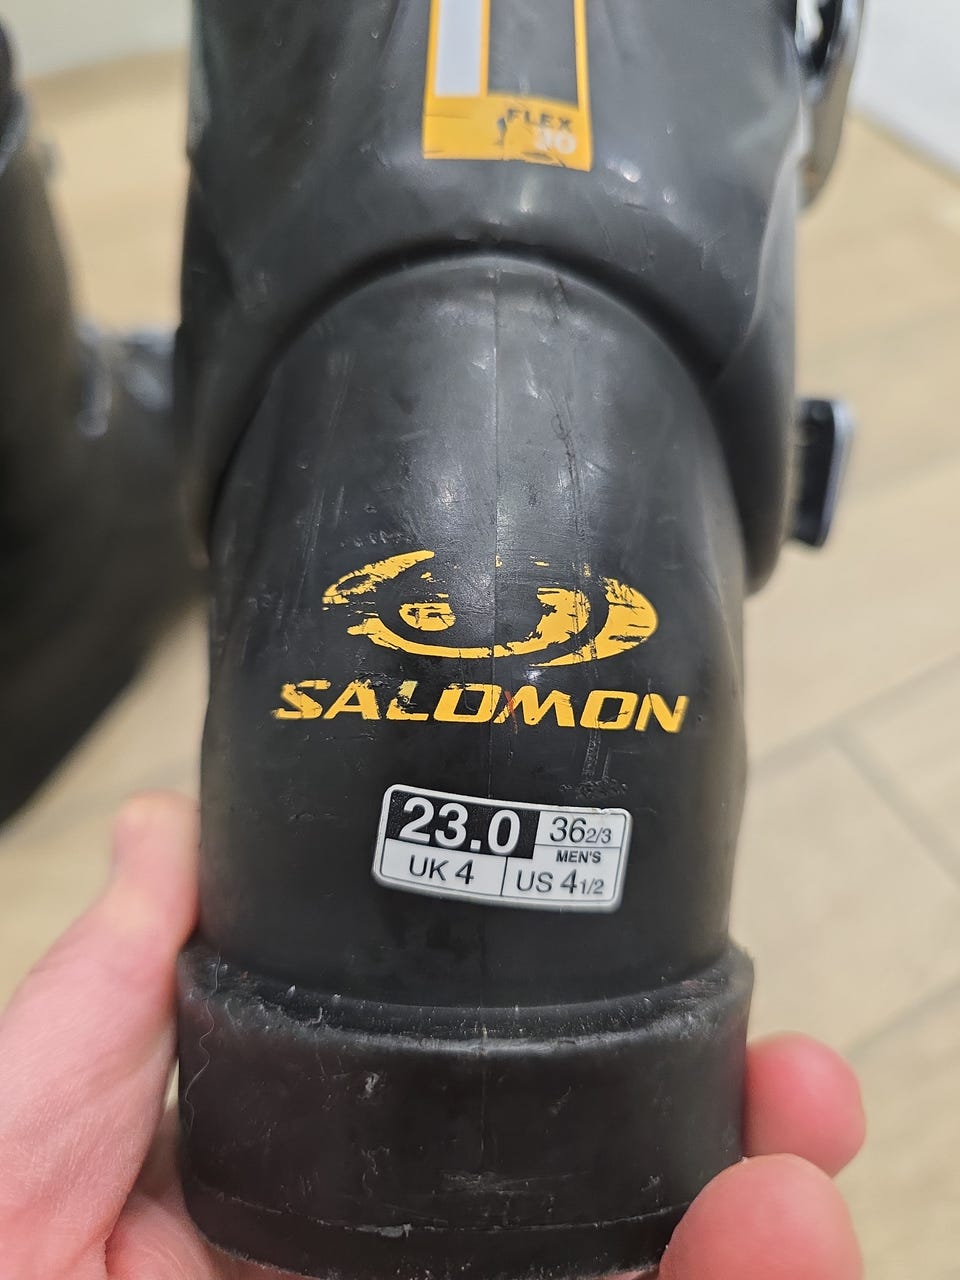 FLEX
SALOMON
23.0 36 2/3
MEN'S
UK 4 US 4 1/2